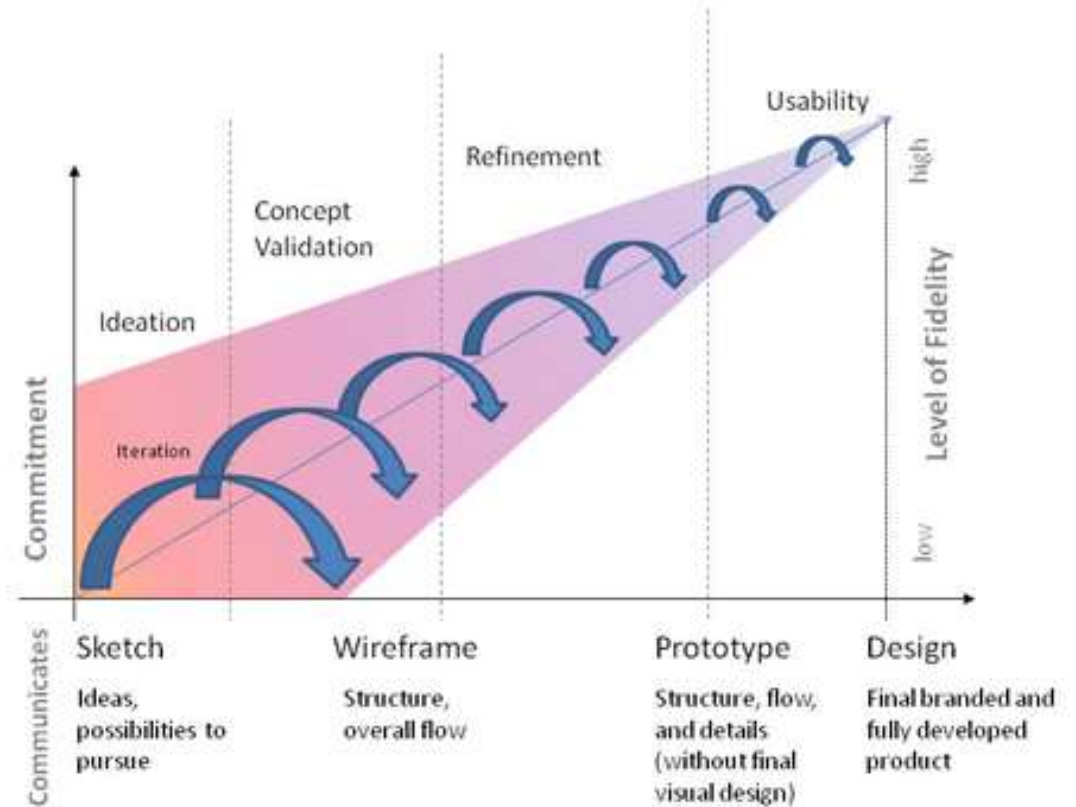 Usability
Refinement
Concept
Validation
Ideation
Iteration
Commitment
high
Level of Fidelity
low
Communicates
Sketch
Ideas,
possibilities to
pursue
Wireframe
Structure,
overall flow
Prototype
Structure, flow,
and details
(without final
visual design)
Design
Final branded and
fully developed
product